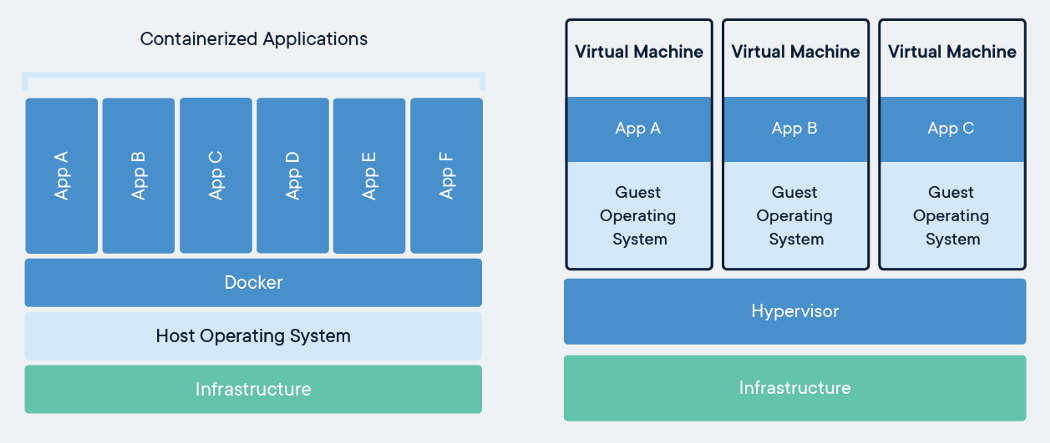 Containerized Applications
App A
App B
App C
App D
App E
App F
Docker
Host Operating System
Infrastructure
Virtual Machine
App A
Guest
Operating
System
Virtual Machine
App B
Guest
Operating
System
Virtual Machine
App C
Guest
Operating
System
Hypervisor
Infrastructure